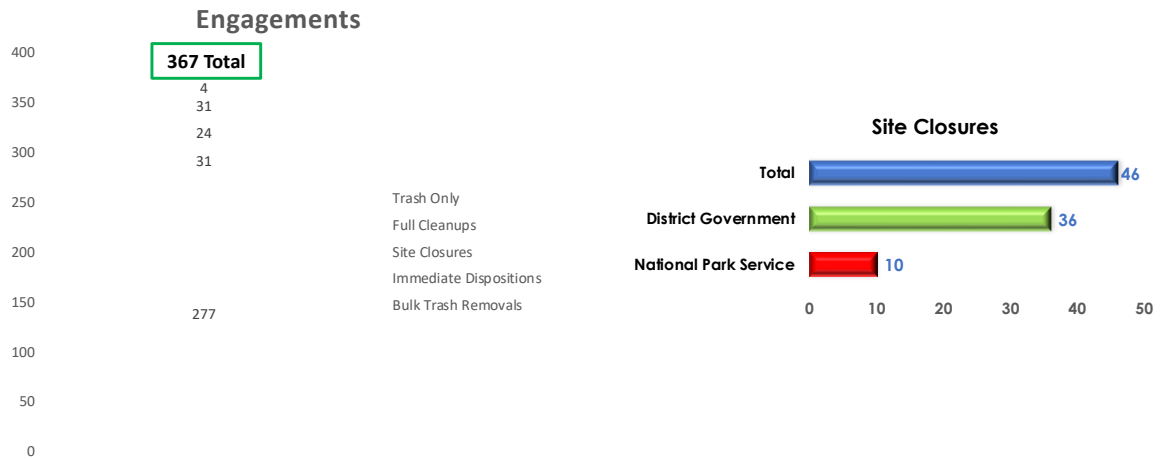 Engagements
367 Total
400
350
300
250
200
150
100
50
0
4
31
24
31
277
Trash Only
Full Cleanups
Site Closures
Immediate Dispositions
Bulk Trash Removals
Site Closures
Total
46
District Government
36
National Park Service
10
0 10 20 30 40 50